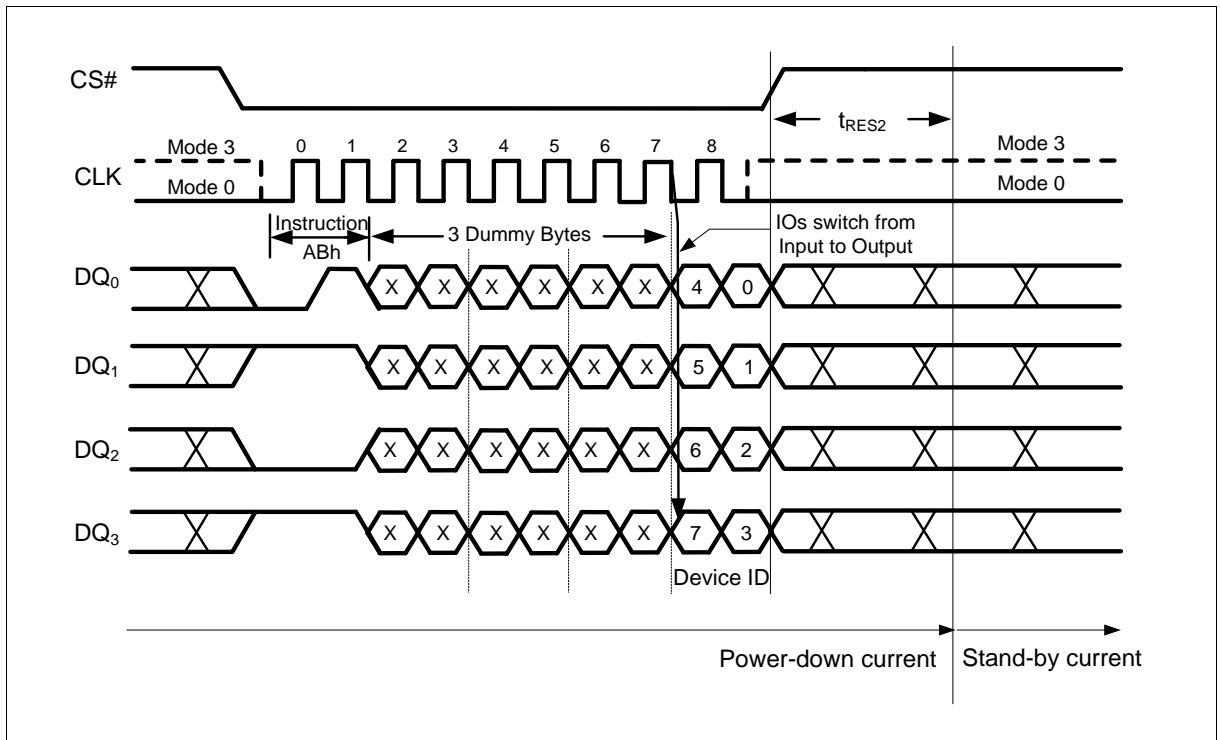 CS#
tRES2
0 1 2 3 4 5 6 7 8
Mode 3
Mode 3
CLK
Mode 0
Mode 0
Instruction
ABh
3 Dummy Bytes
IOs switch from
Input to Output
DQ0
X X X X X X 4 0
DQ1
X X X X X X 5 1
DQ2
X X X X X X 6 2
DQ3
X X X X X X 7 3
Device ID
Power-down current
Stand-by current